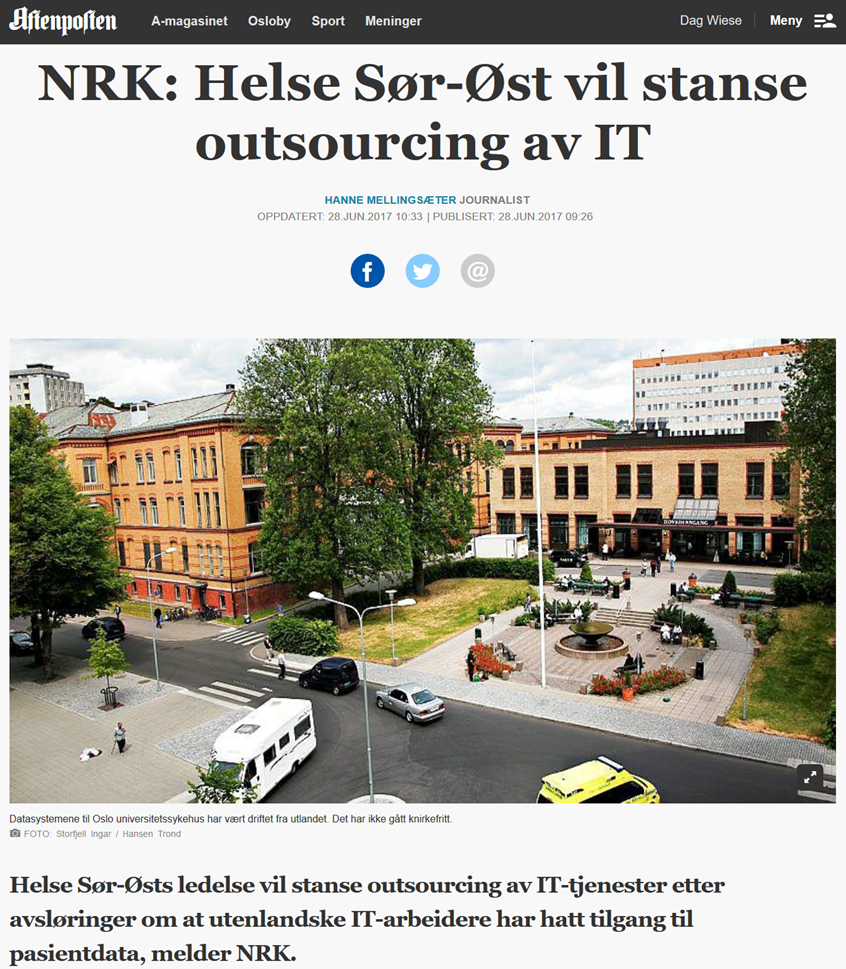 Aftenposten
A-magasinet Osloby Sport Meninger
Dag Wiese Meny
NRK: Helse Sør-Øst vil stanse
outsourcing av IT
HANNE MELLINGSÆTER JOURNALIST
OPPDATERT: 28.JUN.2017 10:33 | PUBLISERT: 28.JUN.2017 09:26
HOVEDINNGANG
Datasystemene til Oslo universitetssykehus har vært driftet fra utlandet. Det har ikke gått knirkefritt.
FOTO: Storfjell Ingar / Hansen Trond
Helse Sør-Østs ledelse vil stanse outsourcing av IT-tjenester etter
avsløringer om at utenlandske IT-arbeidere har hatt tilgang til
pasientdata, melder NRK.